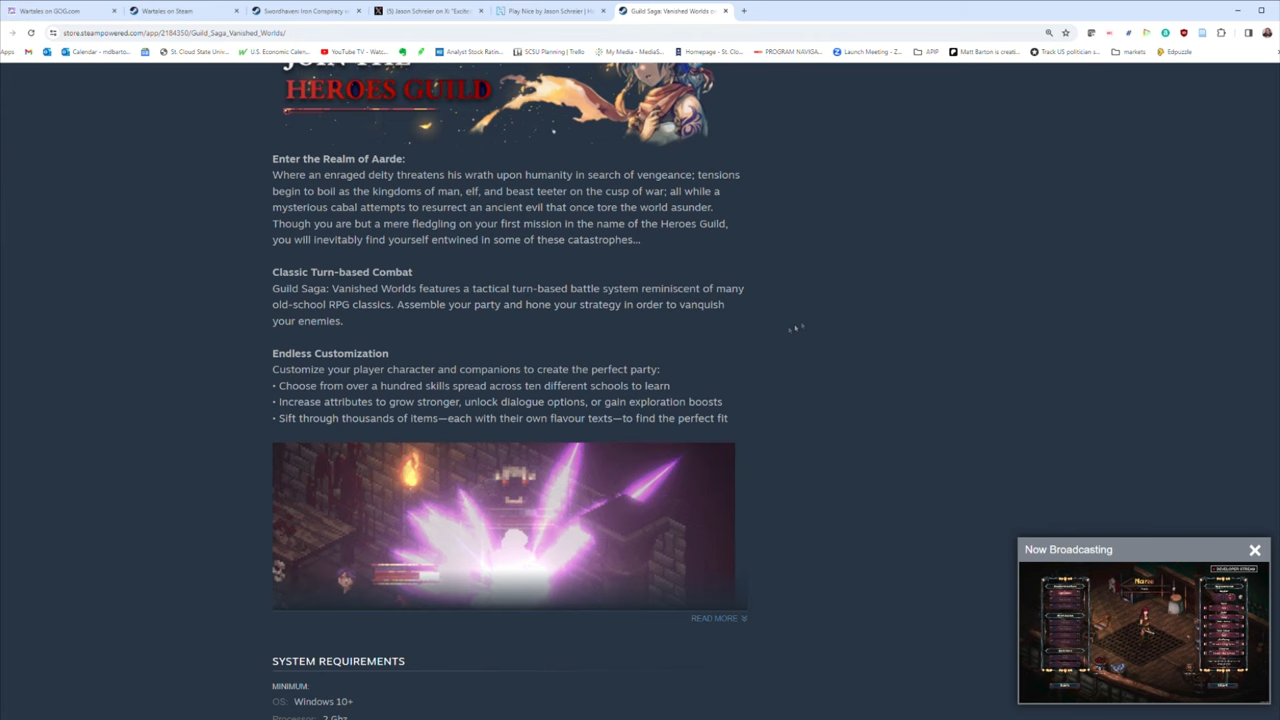 Wartales on GOG.com
Wartales on Steam
Swordhaven: Iron Conspiracy o
(5) Jason Schreier on X: "Excite
Play Nice by Jason Schreier | H
Guild Saga: Vanished Worlds o
store.steampowered.com/app/2184350/Guild_Saga_Vanished_Worlds/
Apps
Calendar - mdbarto...
St. Cloud State Univ...
U.S. Economic Calen...
YouTube TV - Watc...
Analyst Stock Ratin...
SCSU Planning | Trello
My Media - MediaS...
Homepage - St. Clo...
PROGRAM NAVIGA...
Launch Meeting - Z...
APIP
Matt Barton is creati...
Track US politician s...
markets
Edpuzzle
JOIN THE
HEROES GUILD
Enter the Realm of Aarde:
Where an enraged deity threatens his wrath upon humanity in search of vengeance; tensions
begin to boil as the kingdoms of man, elf, and beast teeter on the cusp of war; all while a
mysterious cabal attempts to resurrect an ancient evil that once tore the world asunder.
Though you are but a mere fledgling on your first mission in the name of the Heroes Guild,
you will inevitably find yourself entwined in some of these catastrophes...
Classic Turn-based Combat
Guild Saga: Vanished Worlds features a tactical turn-based battle system reminiscent of many
old-school RPG classics. Assemble your party and hone your strategy in order to vanquish
your enemies.
Endless Customization
Customize your player character and companions to create the perfect party:
• Choose from over a hundred skills spread across ten different schools to learn
• Increase attributes to grow stronger, unlock dialogue options, or gain exploration boosts
• Sift through thousands of items—each with their own flavour texts—to find the perfect fit
READ MORE
SYSTEM REQUIREMENTS
MINIMUM:
OS: Windows 10+
Processor: 2 Ghz
Now Broadcasting
DEVELOPER STREAM
Name